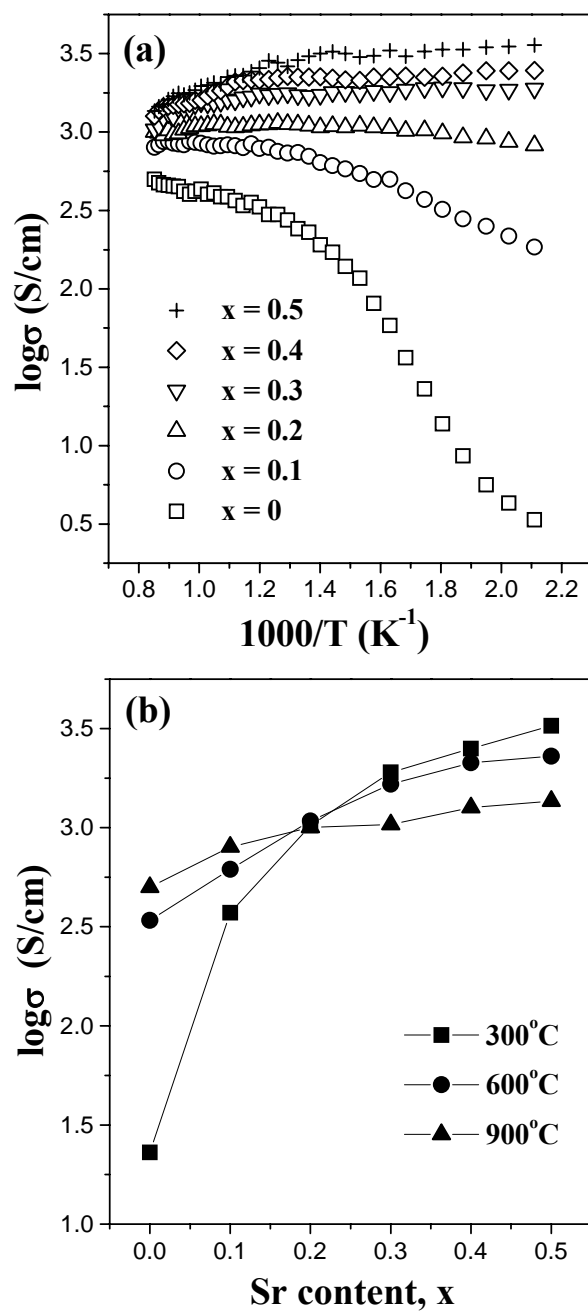 (a)
3.5
3.0
2.5
2.0
1.5
1.0
0.5
logσ (S/cm)
x = 0.5
x = 0.4
x = 0.3
x = 0.2
x = 0.1
x = 0
0.8 1.0 1.2 1.4 1.6 1.8 2.0 2.2
1000/T (K⁻¹)
(b)
3.5
3.0
2.5
2.0
1.5
1.0
logσ (S/cm)
300°C
600°C
900°C
0.0 0.1 0.2 0.3 0.4 0.5
Sr content, x